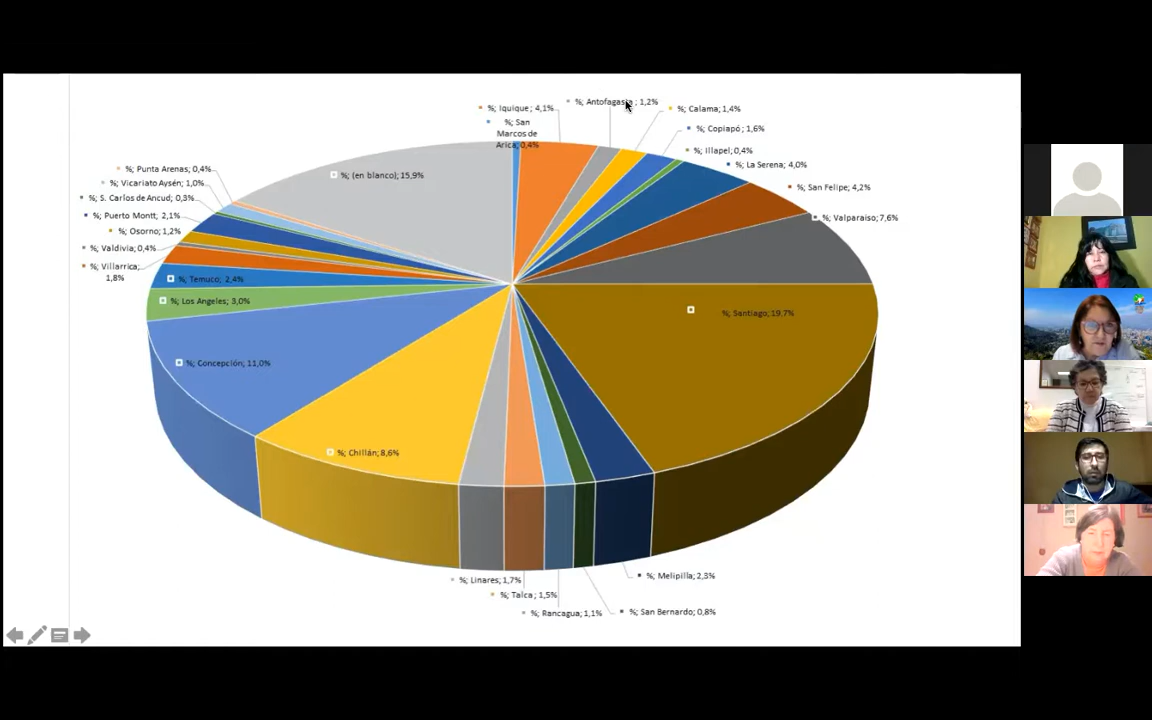 %; Iquique; 4,1%
%; Antofagasta ; 1,2%
%; Calama; 1,4%
%; San
Marcos de
Arica; 0,4%
%; Copiapó; 1,6%
%; Illapel; 0,4%
%; La Serena; 4,0%
%; San Felipe; 4,2%
%; Valparaiso; 7,6%
%; Santiago; 19,7%
%; Melipilla; 2,3%
%; San Bernardo; 0,8%
%; Rancagua; 1,1%
%; Talca; 1,5%
%; Linares; 1,7%
%; Chillán; 8,6%
%; Concepción; 11,0%
%; Los Angeles; 3,0%
%; Temuco; 2,4%
%; Villarrica;
1,8%
%; Valdivia; 0,4%
%; Osorno; 1,2%
%; Puerto Montt; 2,1%
%; S. Carlos de Ancud; 0,3%
%; Vicariato Aysén; 1,0%
%; Punta Arenas; 0,4%
%; (en blanco); 15,9%